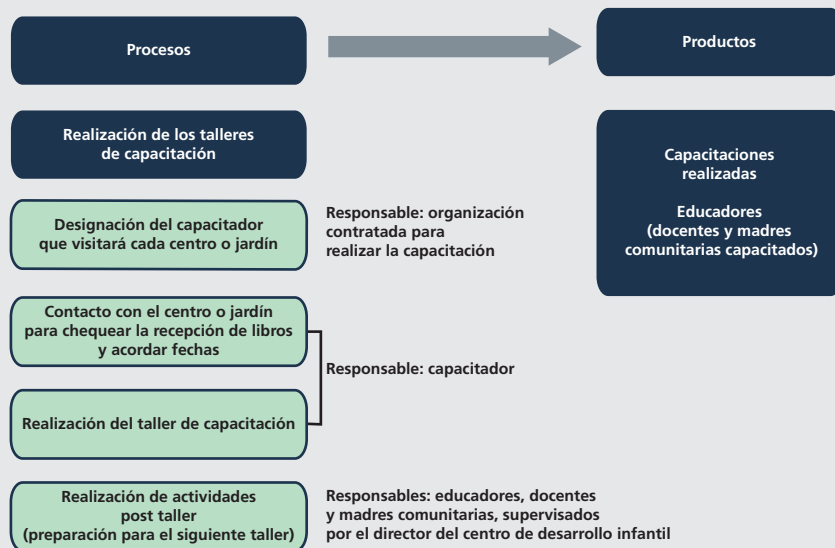 Procesos
Productos
Realización de los talleres
de capacitación
Capacitaciones
realizadas
Educadores
(docentes y madres
comunitarias capacitados)
Designación del capacitador
que visitará cada centro o jardín
Responsable: organización
contratada para
realizar la capacitación
Contacto con el centro o jardín
para chequear la recepción de libros
y acordar fechas
Responsable: capacitador
Realización del taller de capacitación
Realización de actividades
post taller
(preparación para el siguiente taller)
Responsables: educadores, docentes
y madres comunitarias, supervisados
por el director del centro de desarrollo infantil